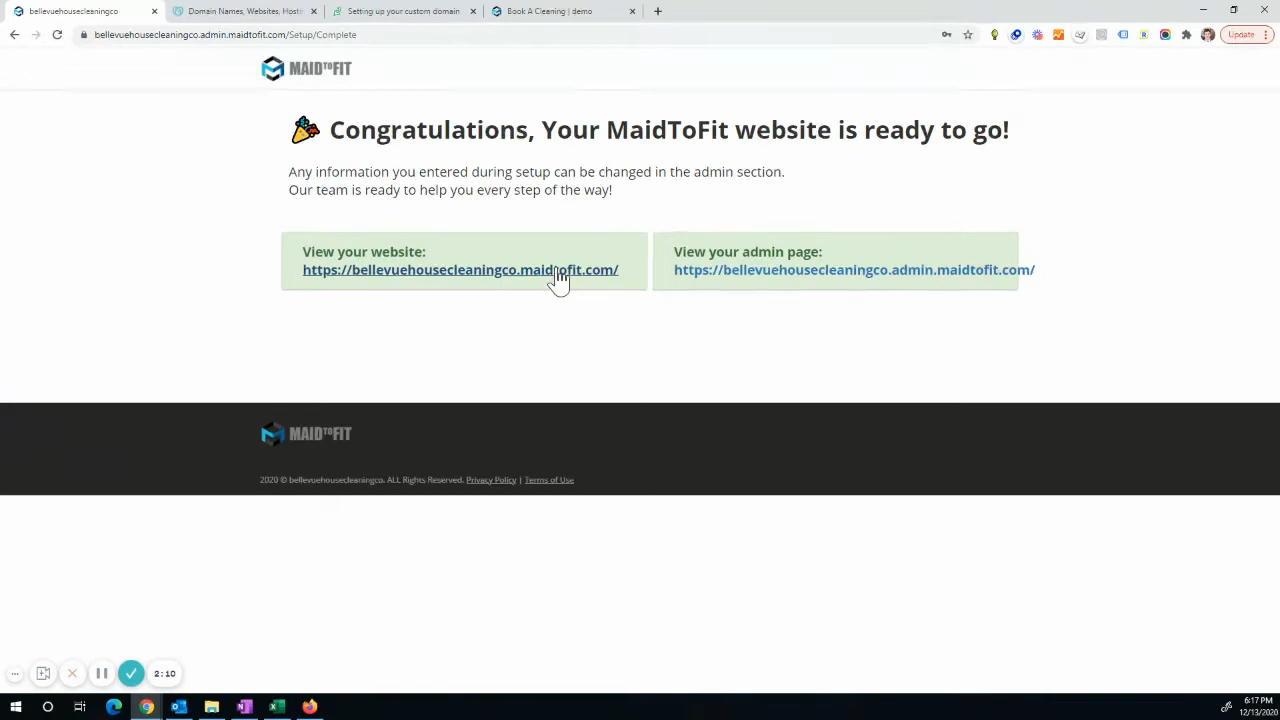 bellevuehousecleaningco
Domain Names, Websites, Hostin
Setting up your custom domain
Book A Cleaning | demo
bellevuehousecleaningco.admin.maidtofit.com/Setup/Complete
Update
MAIDTOFIT
Congratulations, Your MaidToFit website is ready to go!
Any information you entered during setup can be changed in the admin section.
Our team is ready to help you every step of the way!
View your website:
https://bellevuehousecleaningco.maidtofit.com/
View your admin page:
https://bellevuehousecleaningco.admin.maidtofit.com/
MAIDTOFIT
2020 © bellevuehousecleaningco. ALL Rights Reserved. Privacy Policy | Terms of Use
2:10
6:17 PM
12/13/2020